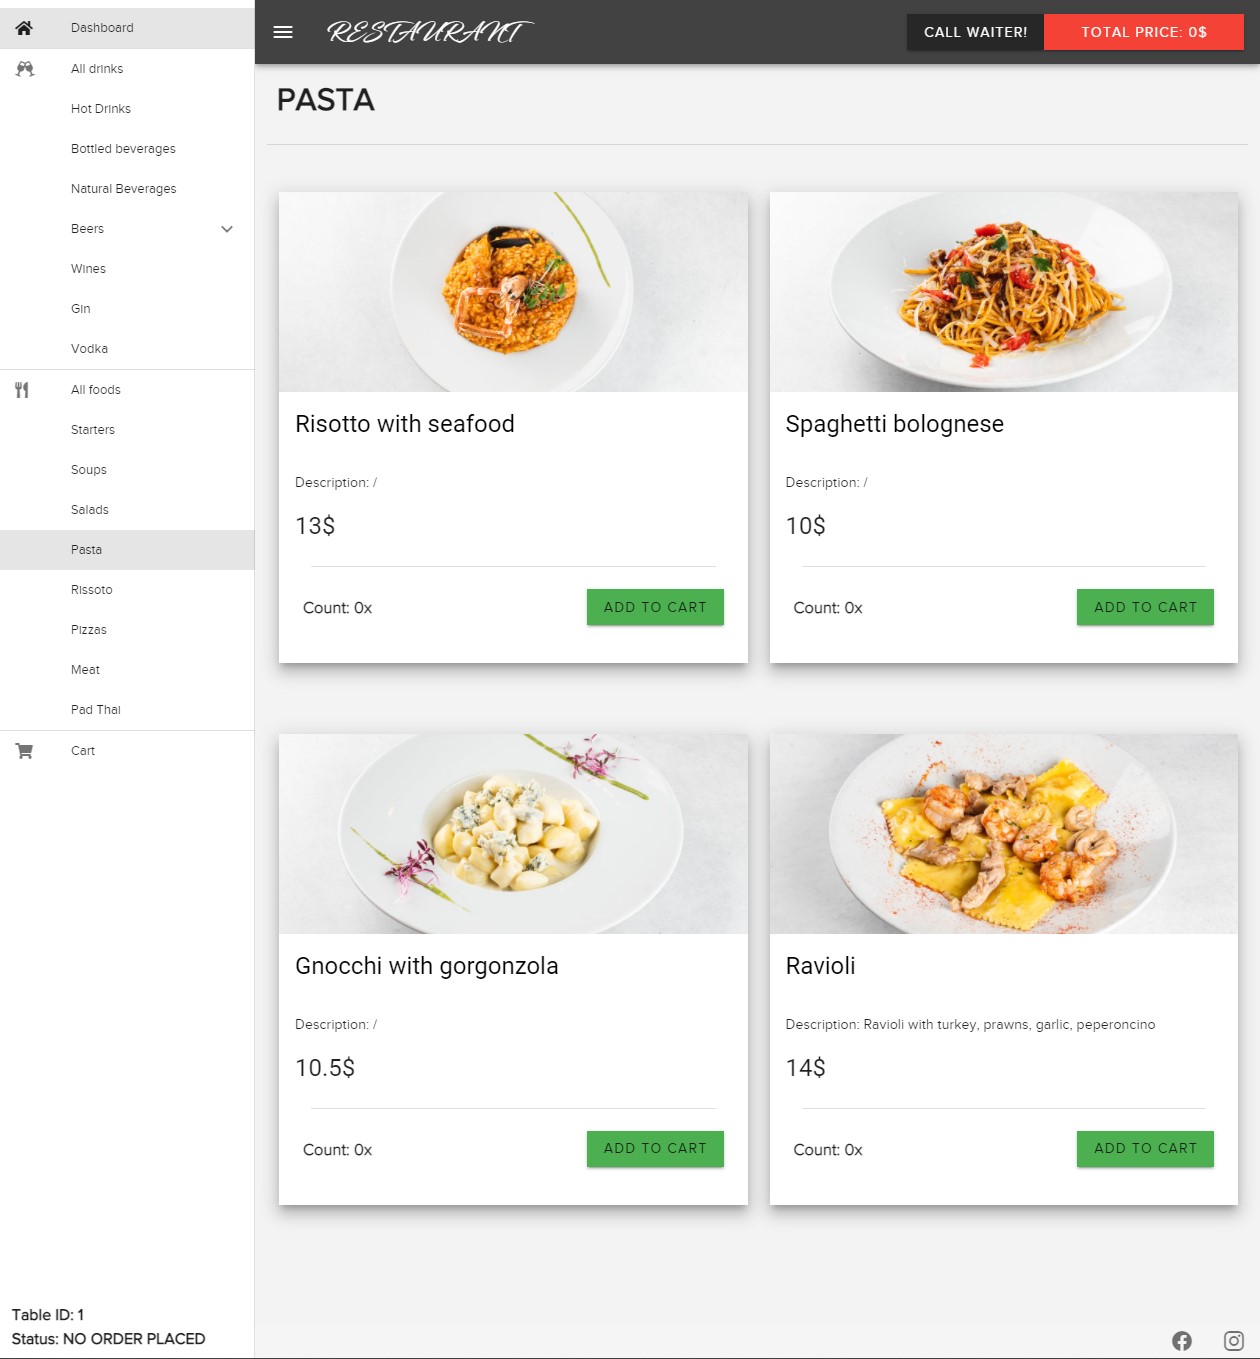 Dashboard
All drinks
Hot Drinks
Bottled beverages
Natural Beverages
Beers
Wines
Gin
Vodka
All foods
Starters
Soups
Salads
Pasta
Rissoto
Pizzas
Meat
Pad Thai
Cart
Table ID: 1
Status: NO ORDER PLACED
RESTAURANT
CALL WAITER!
TOTAL PRICE: 0$
PASTA
Risotto with seafood
Description: /
13$
Count: 0x
ADD TO CART
Spaghetti bolognese
Description: /
10$
Count: 0x
ADD TO CART
Gnocchi with gorgonzola
Description: /
10.5$
Count: 0x
ADD TO CART
Ravioli
Description: Ravioli with turkey, prawns, garlic, peperoncino
14$
Count: 0x
ADD TO CART